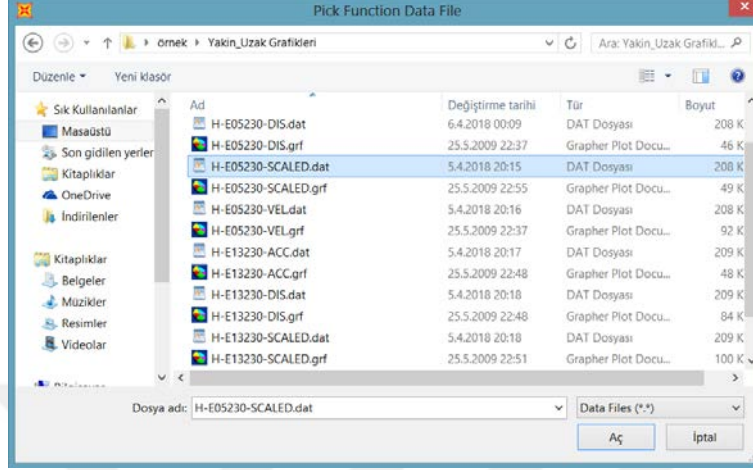 Pick Function Data File
örnek Yakin_Uzak Grafikleri Ara: Yakin_Uzak Grafikl...
Düzenle Yeni klasör
Sık Kullanılanlar
Masaüstü
Son gidilen yerler
Kitaplıklar
OneDrive
İndirilenler
Kitaplıklar
Belgeler
Müzikler
Resimler
Videolar
Ad Değiştirme tarihi Tür Boyut
H-E05230-DIS.dat 6.4.2018 00:09 DAT Dosyası 208 K
H-E05230-DIS.grf 25.5.2009 22:37 Grapher Plot Docu... 46 K
H-E05230-SCALED.dat 5.4.2018 20:15 DAT Dosyası 208 K
H-E05230-SCALED.grf 25.5.2009 22:55 Grapher Plot Docu... 49 K
H-E05230-VEL.dat 5.4.2018 20:16 DAT Dosyası 208 K
H-E05230-VEL.grf 25.5.2009 22:37 Grapher Plot Docu... 92 K
H-E13230-ACC.dat 5.4.2018 20:17 DAT Dosyası 209 K
H-E13230-ACC.grf 25.5.2009 22:48 Grapher Plot Docu... 48 K
H-E13230-DIS.dat 5.4.2018 20:18 DAT Dosyası 209 K
H-E13230-DIS.grf 25.5.2009 22:48 Grapher Plot Docu... 84 K
H-E13230-SCALED.dat 5.4.2018 20:18 DAT Dosyası 209 K
H-E13230-SCALED.grf 25.5.2009 22:51 Grapher Plot Docu... 100 K
Dosya adı: H-E05230-SCALED.dat Data Files (*.*)
Aç İptal